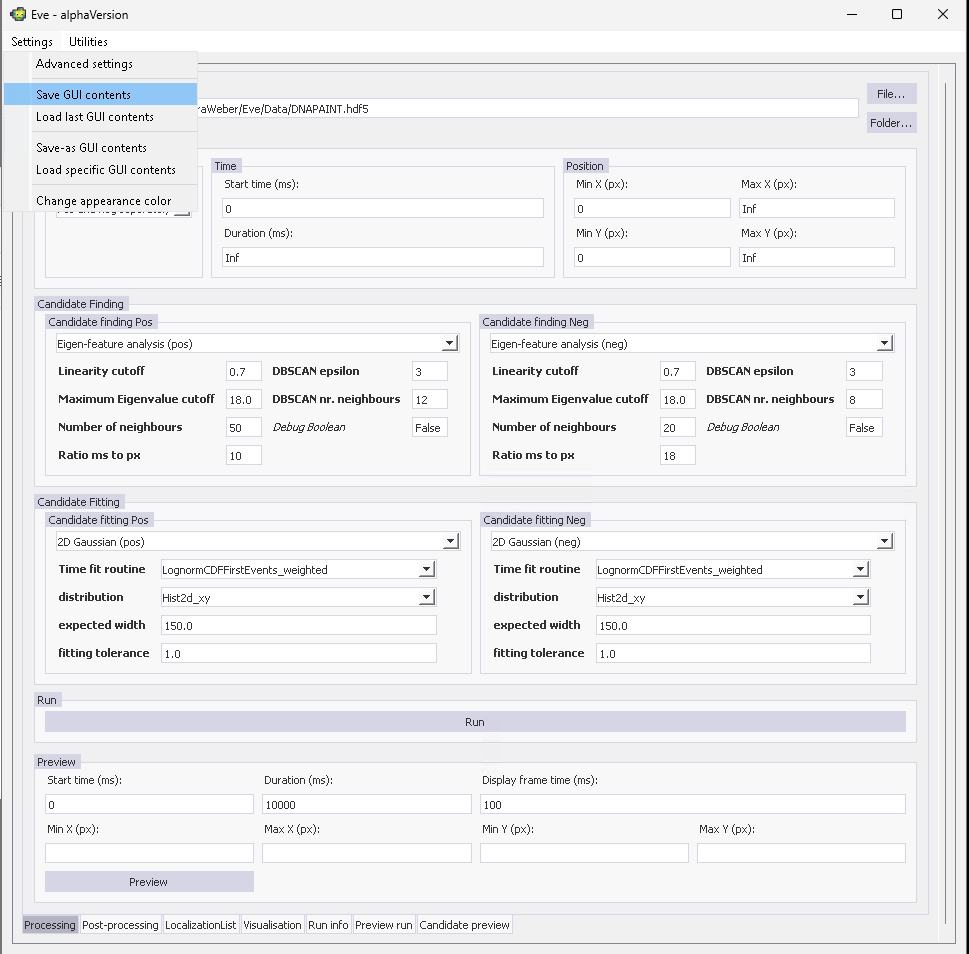 Eve - alphaVersion
Settings Utilities
Advanced settings
Save GUI contents
Load last GUI contents
Save-as GUI contents
Load specific GUI contents
Change appearance color
raWeber/Eve/Data/DNAPAINT.hdf5
File...
Folder...
Time
Start time (ms):
0
Duration (ms):
Inf
Position
Min X (px): Max X (px):
0 Inf
Min Y (px): Max Y (px):
0 Inf
Candidate Finding
Candidate finding Pos
Eigen-feature analysis (pos)
Linearity cutoff 0.7 DBSCAN epsilon 3
Maximum Eigenvalue cutoff 18.0 DBSCAN nr. neighbours 12
Number of neighbours 50 Debug Boolean False
Ratio ms to px 10
Candidate finding Neg
Eigen-feature analysis (neg)
Linearity cutoff 0.7 DBSCAN epsilon 3
Maximum Eigenvalue cutoff 18.0 DBSCAN nr. neighbours 8
Number of neighbours 20 Debug Boolean False
Ratio ms to px 18
Candidate Fitting
Candidate fitting Pos
2D Gaussian (pos)
Time fit routine LognormCDFFirstEvents_weighted
distribution Hist2d_xy
expected width 150.0
fitting tolerance 1.0
Candidate fitting Neg
2D Gaussian (neg)
Time fit routine LognormCDFFirstEvents_weighted
distribution Hist2d_xy
expected width 150.0
fitting tolerance 1.0
Run
Run
Preview
Start time (ms): Duration (ms): Display frame time (ms):
0 10000 100
Min X (px): Max X (px): Min Y (px): Max Y (px):
Preview
Processing Post-processing LocalizationList Visualisation Run info Preview run Candidate preview